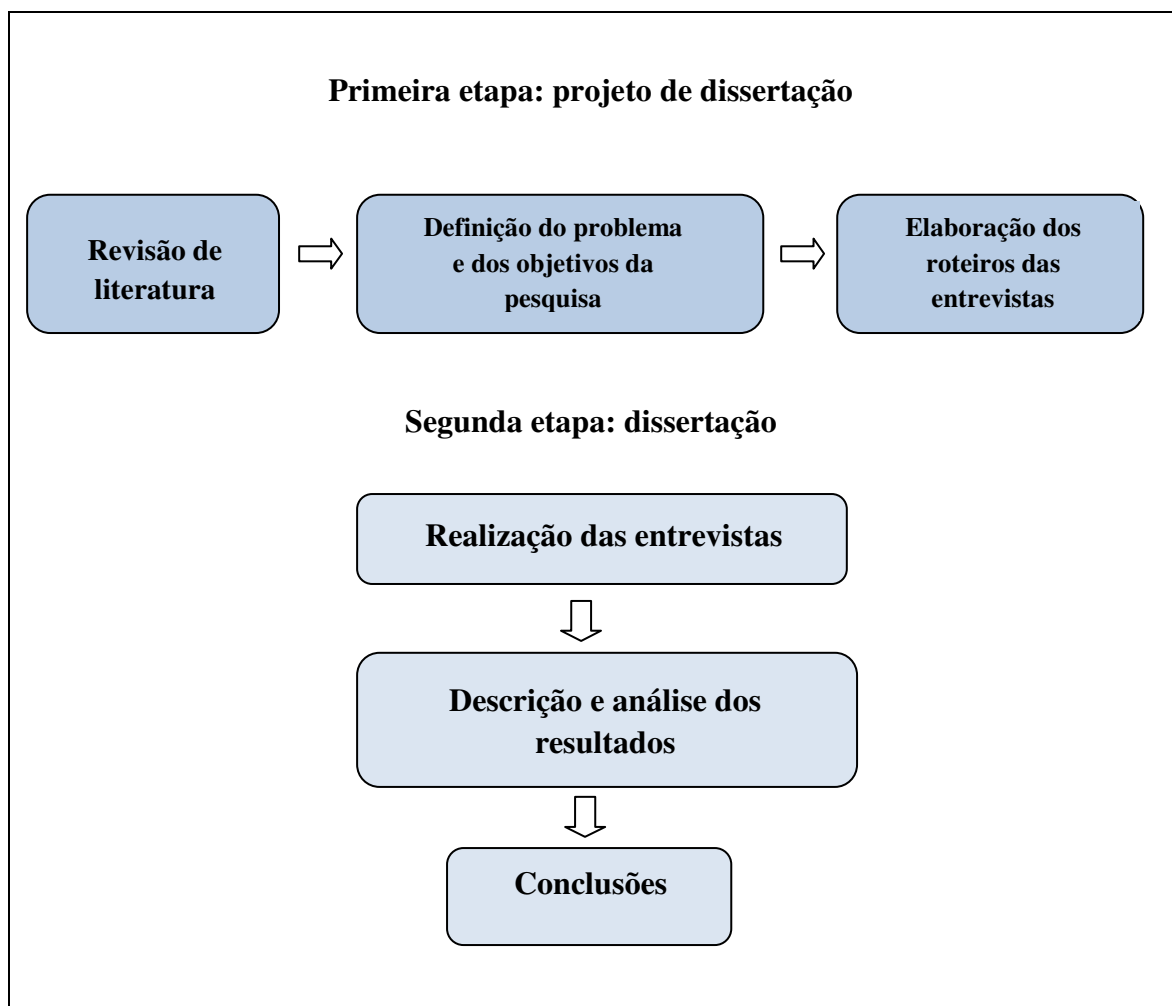 Primeira etapa: projeto de dissertação
Revisão de
literatura
Definição do problema
e dos objetivos da
pesquisa
Elaboração dos
roteiros das
entrevistas
Segunda etapa: dissertação
Realização das entrevistas
Descrição e análise dos
resultados
Conclusões